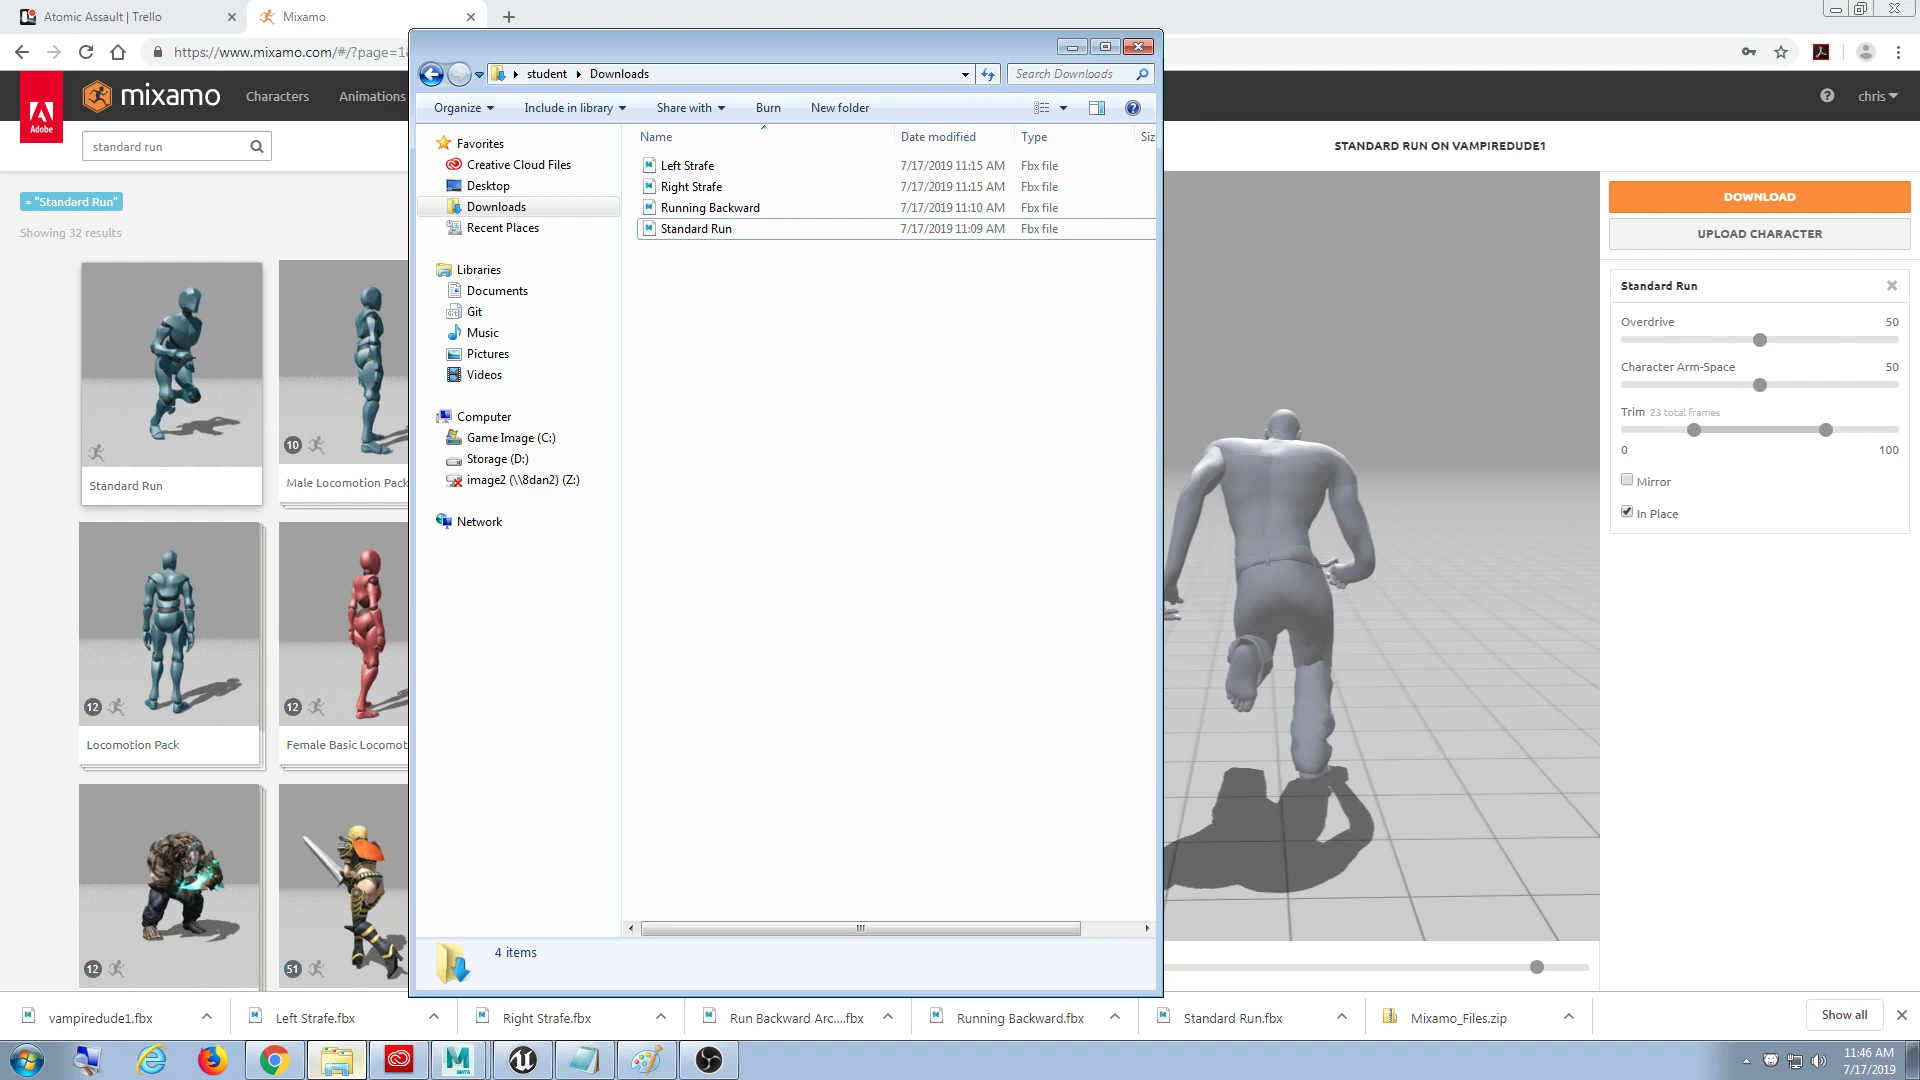 Atomic Assault | Trello
Mixamo
https://www.mixamo.com/#/?page=1
student
Downloads
Search Downloads
Adobe
mixamo
Characters
Animations
chris
Organize
Include in library
Share with
Burn
New folder
standard run
× "Standard Run"
Showing 32 results
Standard Run
10
Male Locomotion Pack
12
Locomotion Pack
12
Female Basic Locomot
12
51
Favorites
Creative Cloud Files
Desktop
Downloads
Recent Places
Libraries
Documents
Git
Music
Pictures
Videos
Computer
Game Image (C:)
Storage (D:)
image2 (\\8dan2) (Z:)
Network
Name
Date modified
Type
Siz
Left Strafe 7/17/2019 11:15 AM Fbx file
Right Strafe 7/17/2019 11:15 AM Fbx file
Running Backward 7/17/2019 11:10 AM Fbx file
Standard Run 7/17/2019 11:09 AM Fbx file
4 items
STANDARD RUN ON VAMPIREDUDE1
DOWNLOAD
UPLOAD CHARACTER
Standard Run
Overdrive 50
Character Arm-Space 50
Trim 23 total frames
0 100
Mirror
In Place
vampiredude1.fbx
Left Strafe.fbx
Right Strafe.fbx
Run Backward Arc....fbx
Running Backward.fbx
Standard Run.fbx
Mixamo_Files.zip
Show all
MAYA
11:46 AM
7/17/2019